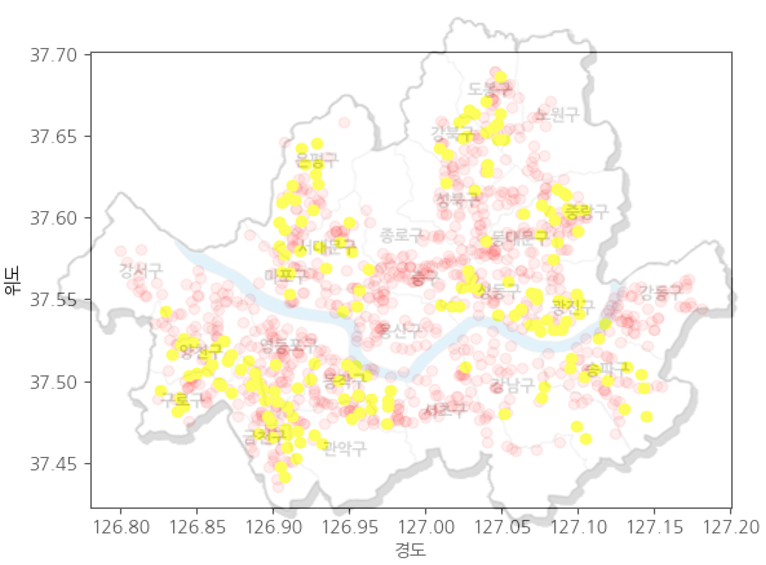 37.70
37.65
37.60
37.55
37.50
37.45
위도
도봉구
노원구
강북구
은평구
성북구
중랑구
종로구
동대문구
서대문구
강서구
마포구
중구
성동구
광진구
강동구
용산구
양천구
영등포구
동작구
송파구
강남구
구로구
서초구
금천구
관악구
126.80 126.85 126.90 126.95 127.00 127.05 127.10 127.15 127.20
경도